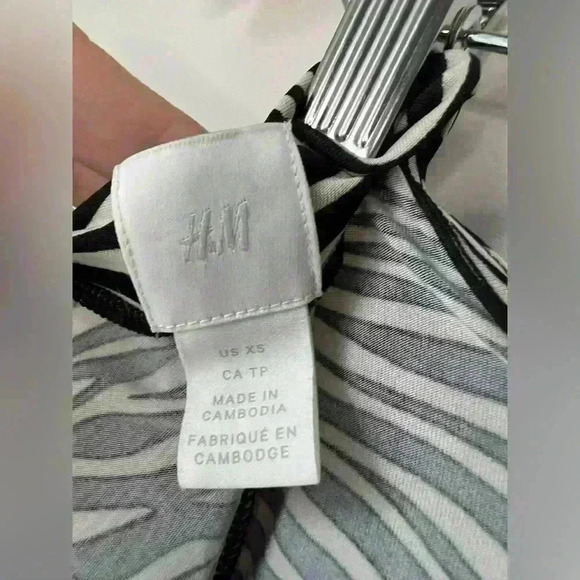 H&M
US XS
CA TP
MADE IN
CAMBODIA
FABRIQUÉ EN
CAMBODGE